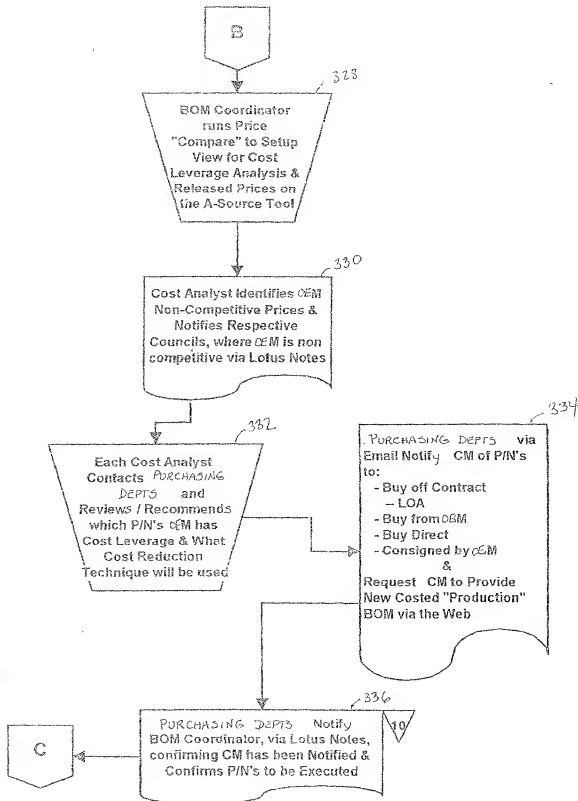 B
328
BOM Coordinator
runs Price
"Compare" to Setup
View for Cost
Leverage Analysis &
Released Prices on
the A-Source Tool
330
Cost Analyst Identifies OEM
Non-Competitive Prices &
Notifies Respective
Councils, where OEM is non
competitive via Lotus Notes
332
Each Cost Analyst
Contacts PURCHASING
DEPTS and
Reviews / Recommends
which P/N's OEM has
Cost Leverage & What
Cost Reduction
Technique will be used
334
PURCHASING DEPTS via
Email Notify CM of P/N's
to:
- Buy off Contract
– LOA
- Buy from OEM
- Buy Direct
- Consigned by OEM
&
Request CM to Provide
New Costed "Production"
BOM via the Web
336
PURCHASING DEPTS Notify
BOM Coordinator, via Lotus Notes,
confirming CM has been Notified &
Confirms P/N's to be Executed
10
C